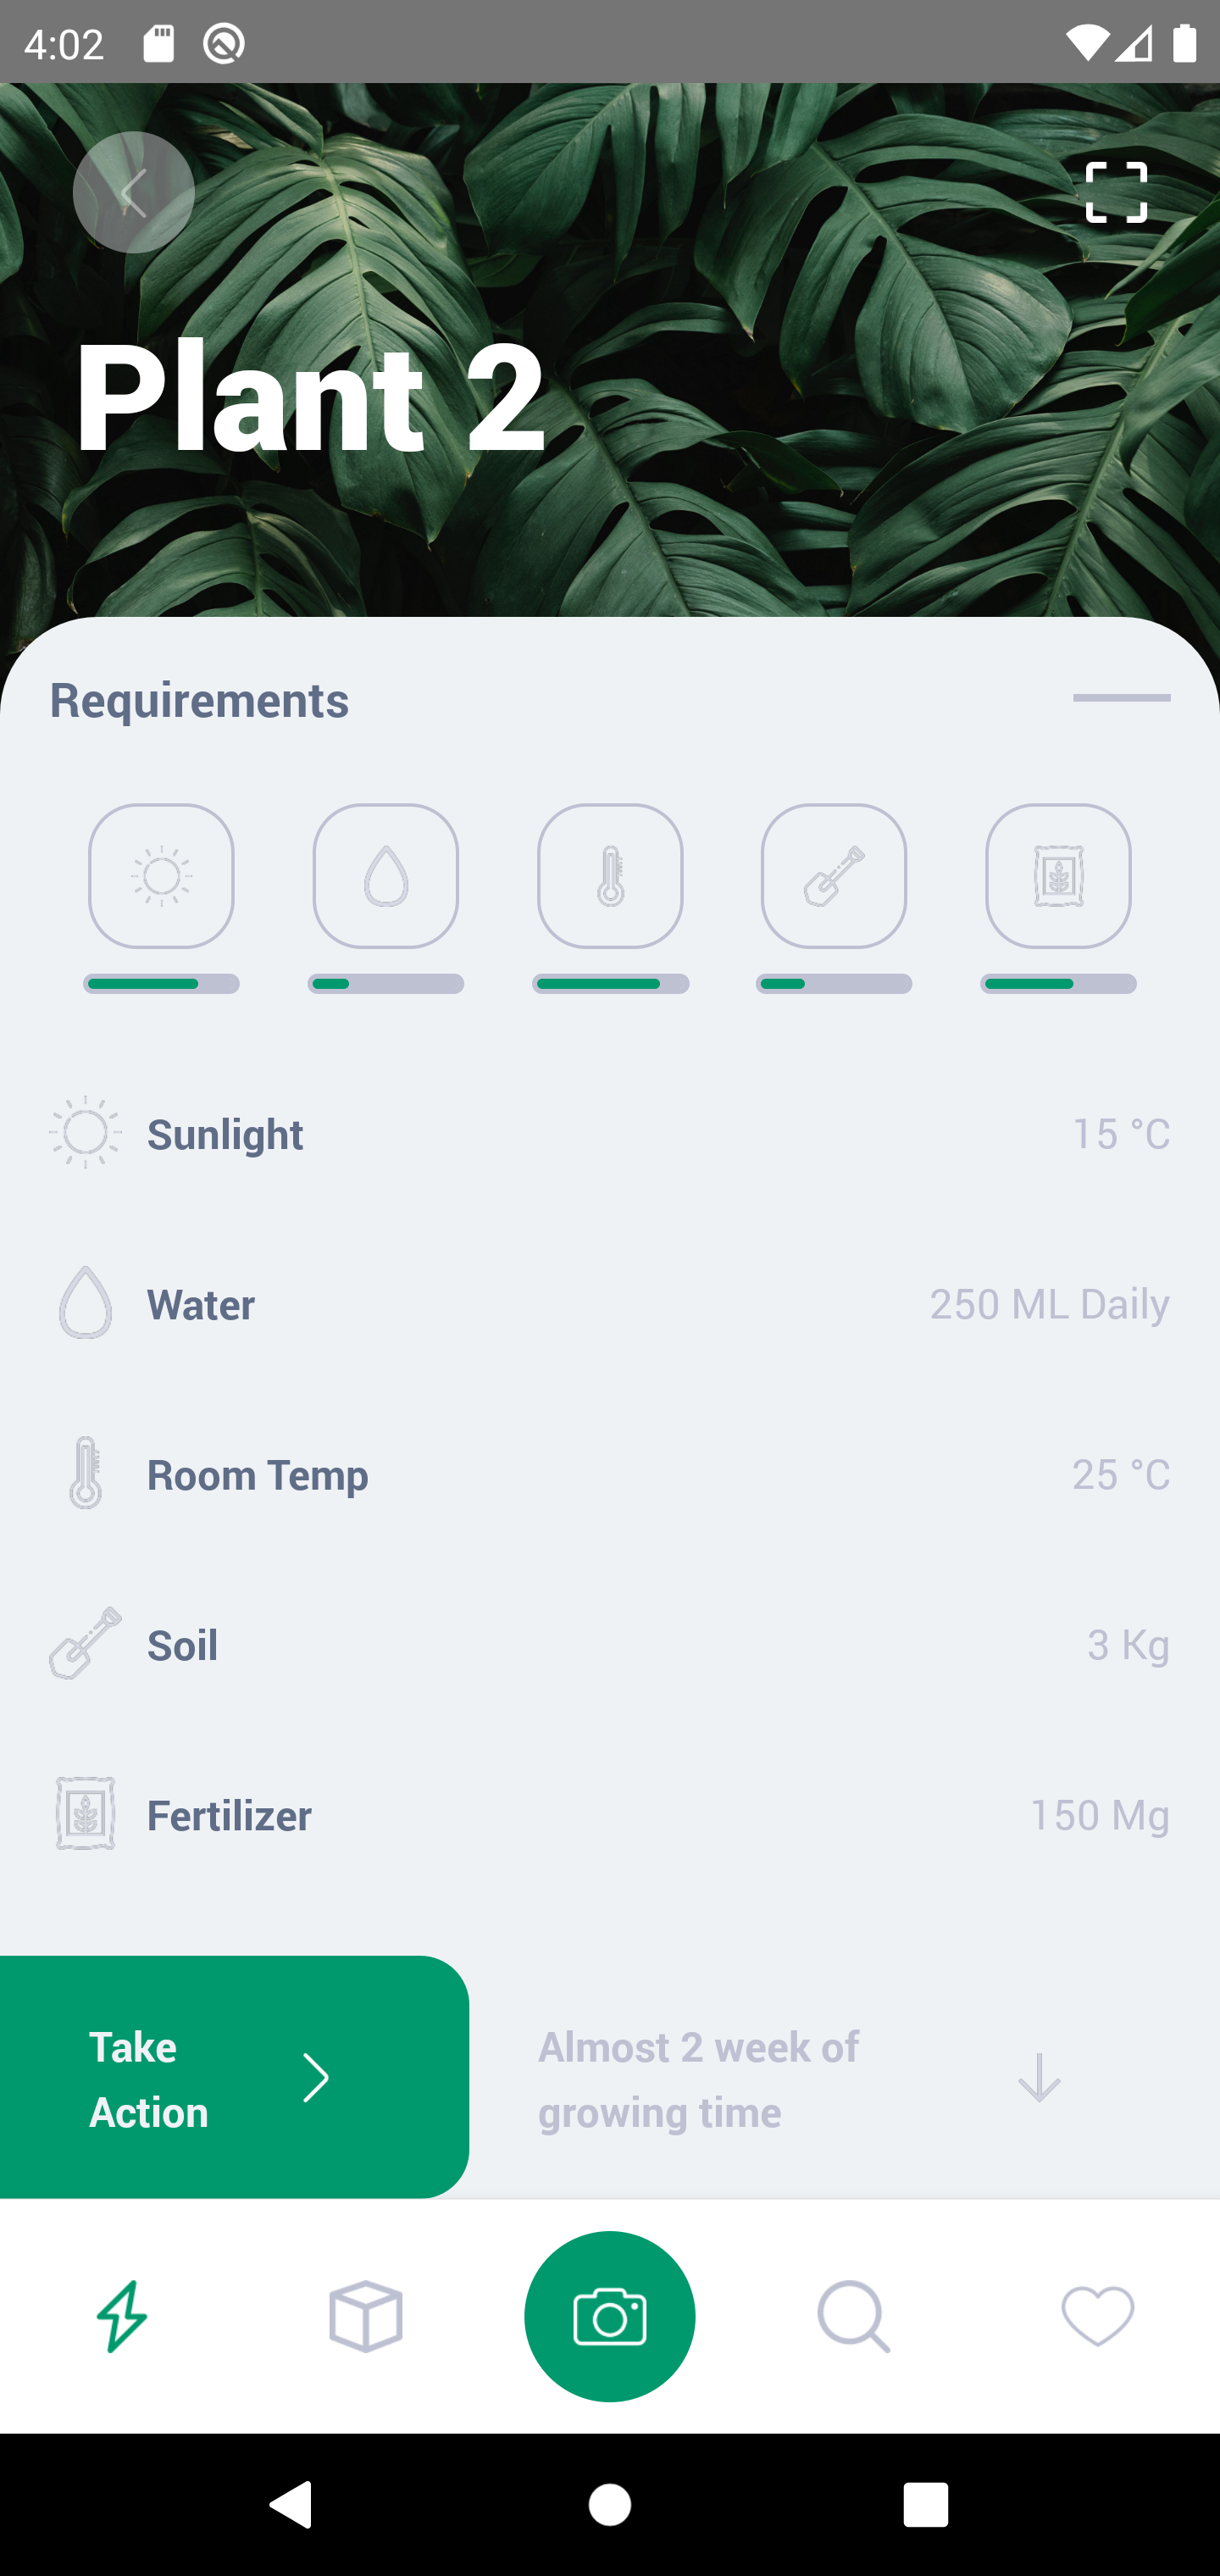 4:02
Plant 2
Requirements
Sunlight 15 °C
Water 250 ML Daily
Room Temp 25 °C
Soil 3 Kg
Fertilizer 150 Mg
Take
Action
Almost 2 week of
growing time